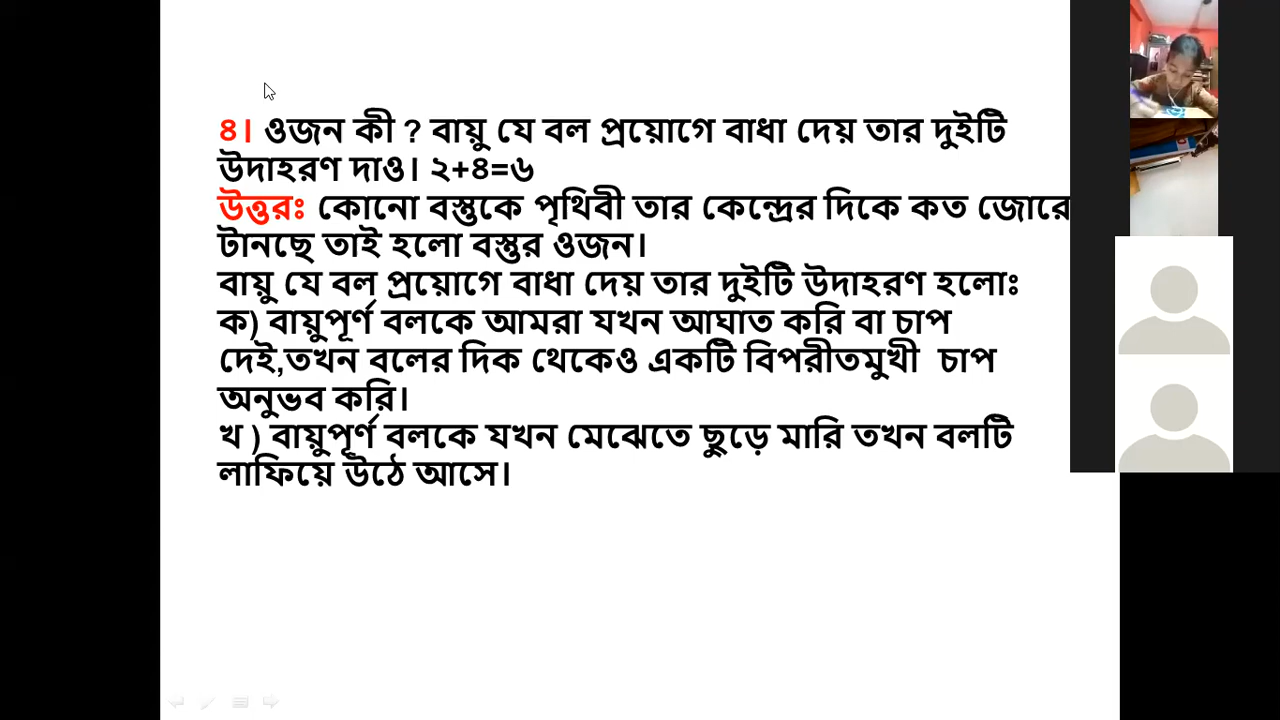 ৪। ওজন কী ? বায়ু যে বল প্রয়োগে বাধা দেয় তার দুইটি
উদাহরণ দাও। ২+৪=৬
উত্তরঃ কোনো বস্তুকে পৃথিবী তার কেন্দ্রের দিকে কত জোরে
টানছে তাই হলো বস্তুর ওজন।
বায়ু যে বল প্রয়োগে বাধা দেয় তার দুইটি উদাহরণ হলোঃ
ক) বায়ুপূর্ণ বলকে আমরা যখন আঘাত করি বা চাপ
দেই,তখন বলের দিক থেকেও একটি বিপরীতমুখী চাপ
অনুভব করি।
খ ) বায়ুপূর্ণ বলকে যখন মেঝেতে ছুড়ে মারি তখন বলটি
লাফিয়ে উঠে আসে।